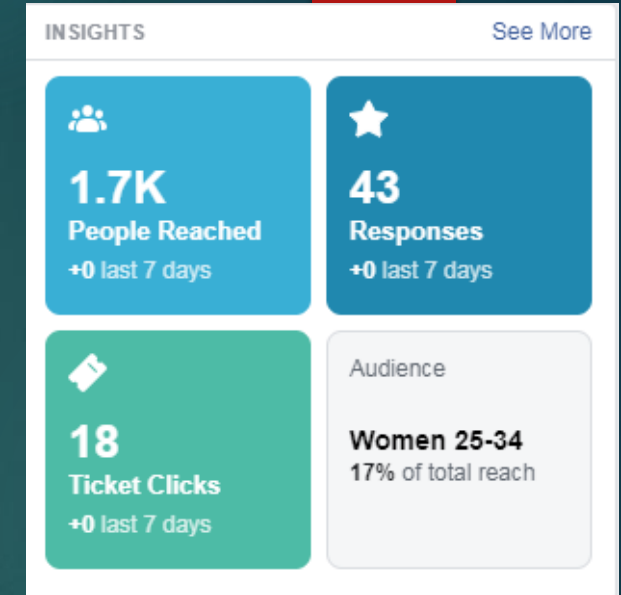 INSIGHTS
See More
1.7K
People Reached
+0 last 7 days
43
Responses
+0 last 7 days
18
Ticket Clicks
+0 last 7 days
Audience
Women 25-34
17% of total reach